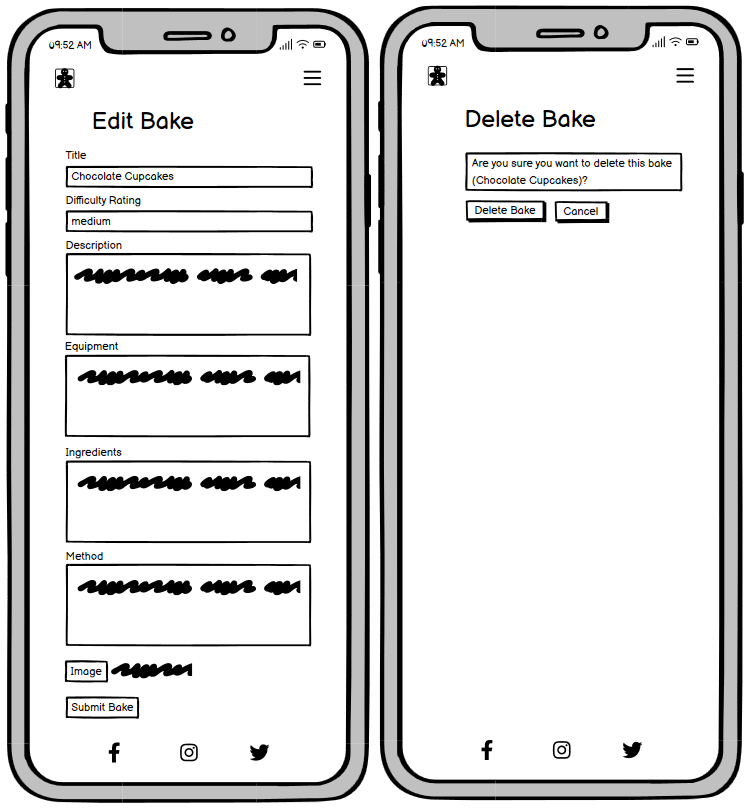 09:52 AM
Edit Bake
Title
Chocolate Cupcakes
Difficulty Rating
medium
Description
Equipment
Ingredients
Method
Image
Submit Bake
09:52 AM
Delete Bake
Are you sure you want to delete this bake
(Chocolate Cupcakes)?
Delete Bake Cancel